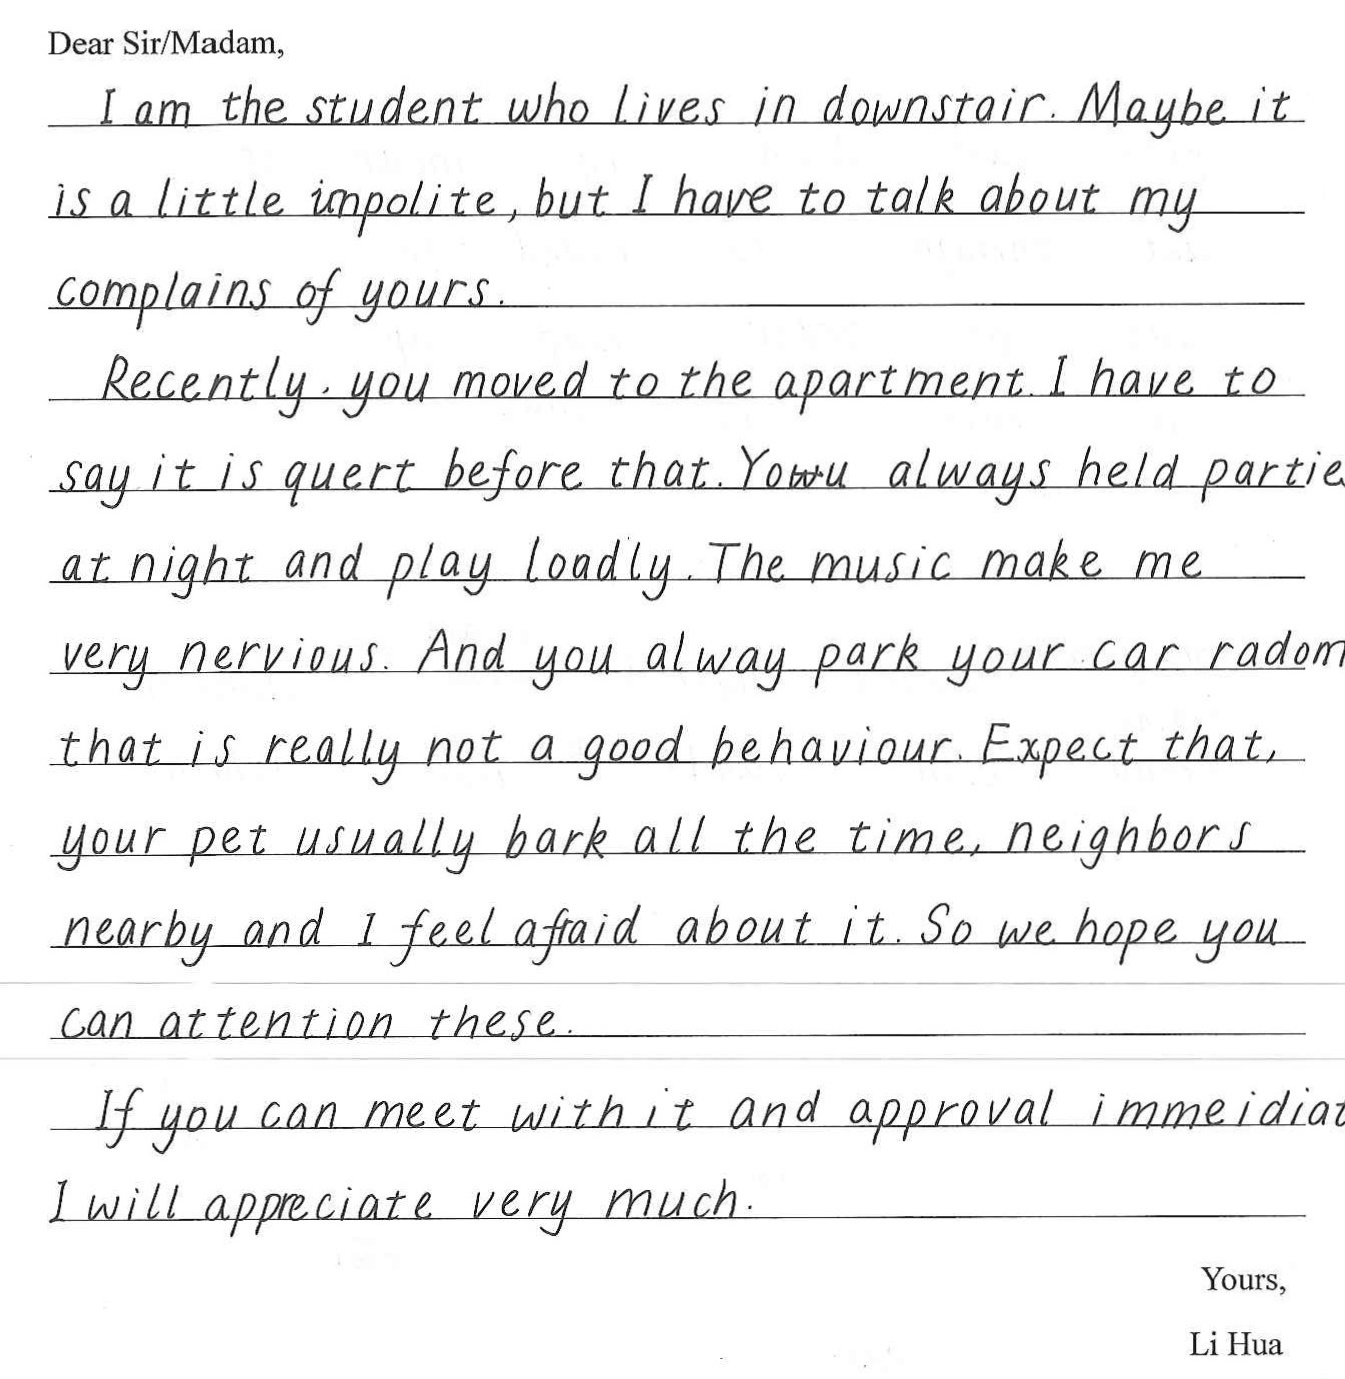 Dear Sir/Madam,
I am the student who lives in downstair. Maybe it
is a little impolite, but I have to talk about my
complains of yours.
Recently. you moved to the apartment. I have to
say it is quert before that. You always held partie
at night and play loadly. The music make me
very nervious. And you alway park your car radom
that is really not a good behaviour. Expect that,
your pet usually bark all the time, neighbors
nearby and I feel afraid about it. So we hope you
can attention these.
If you can meet with it and approval immeidiat
I will appreciate very much.
Yours,
Li Hua